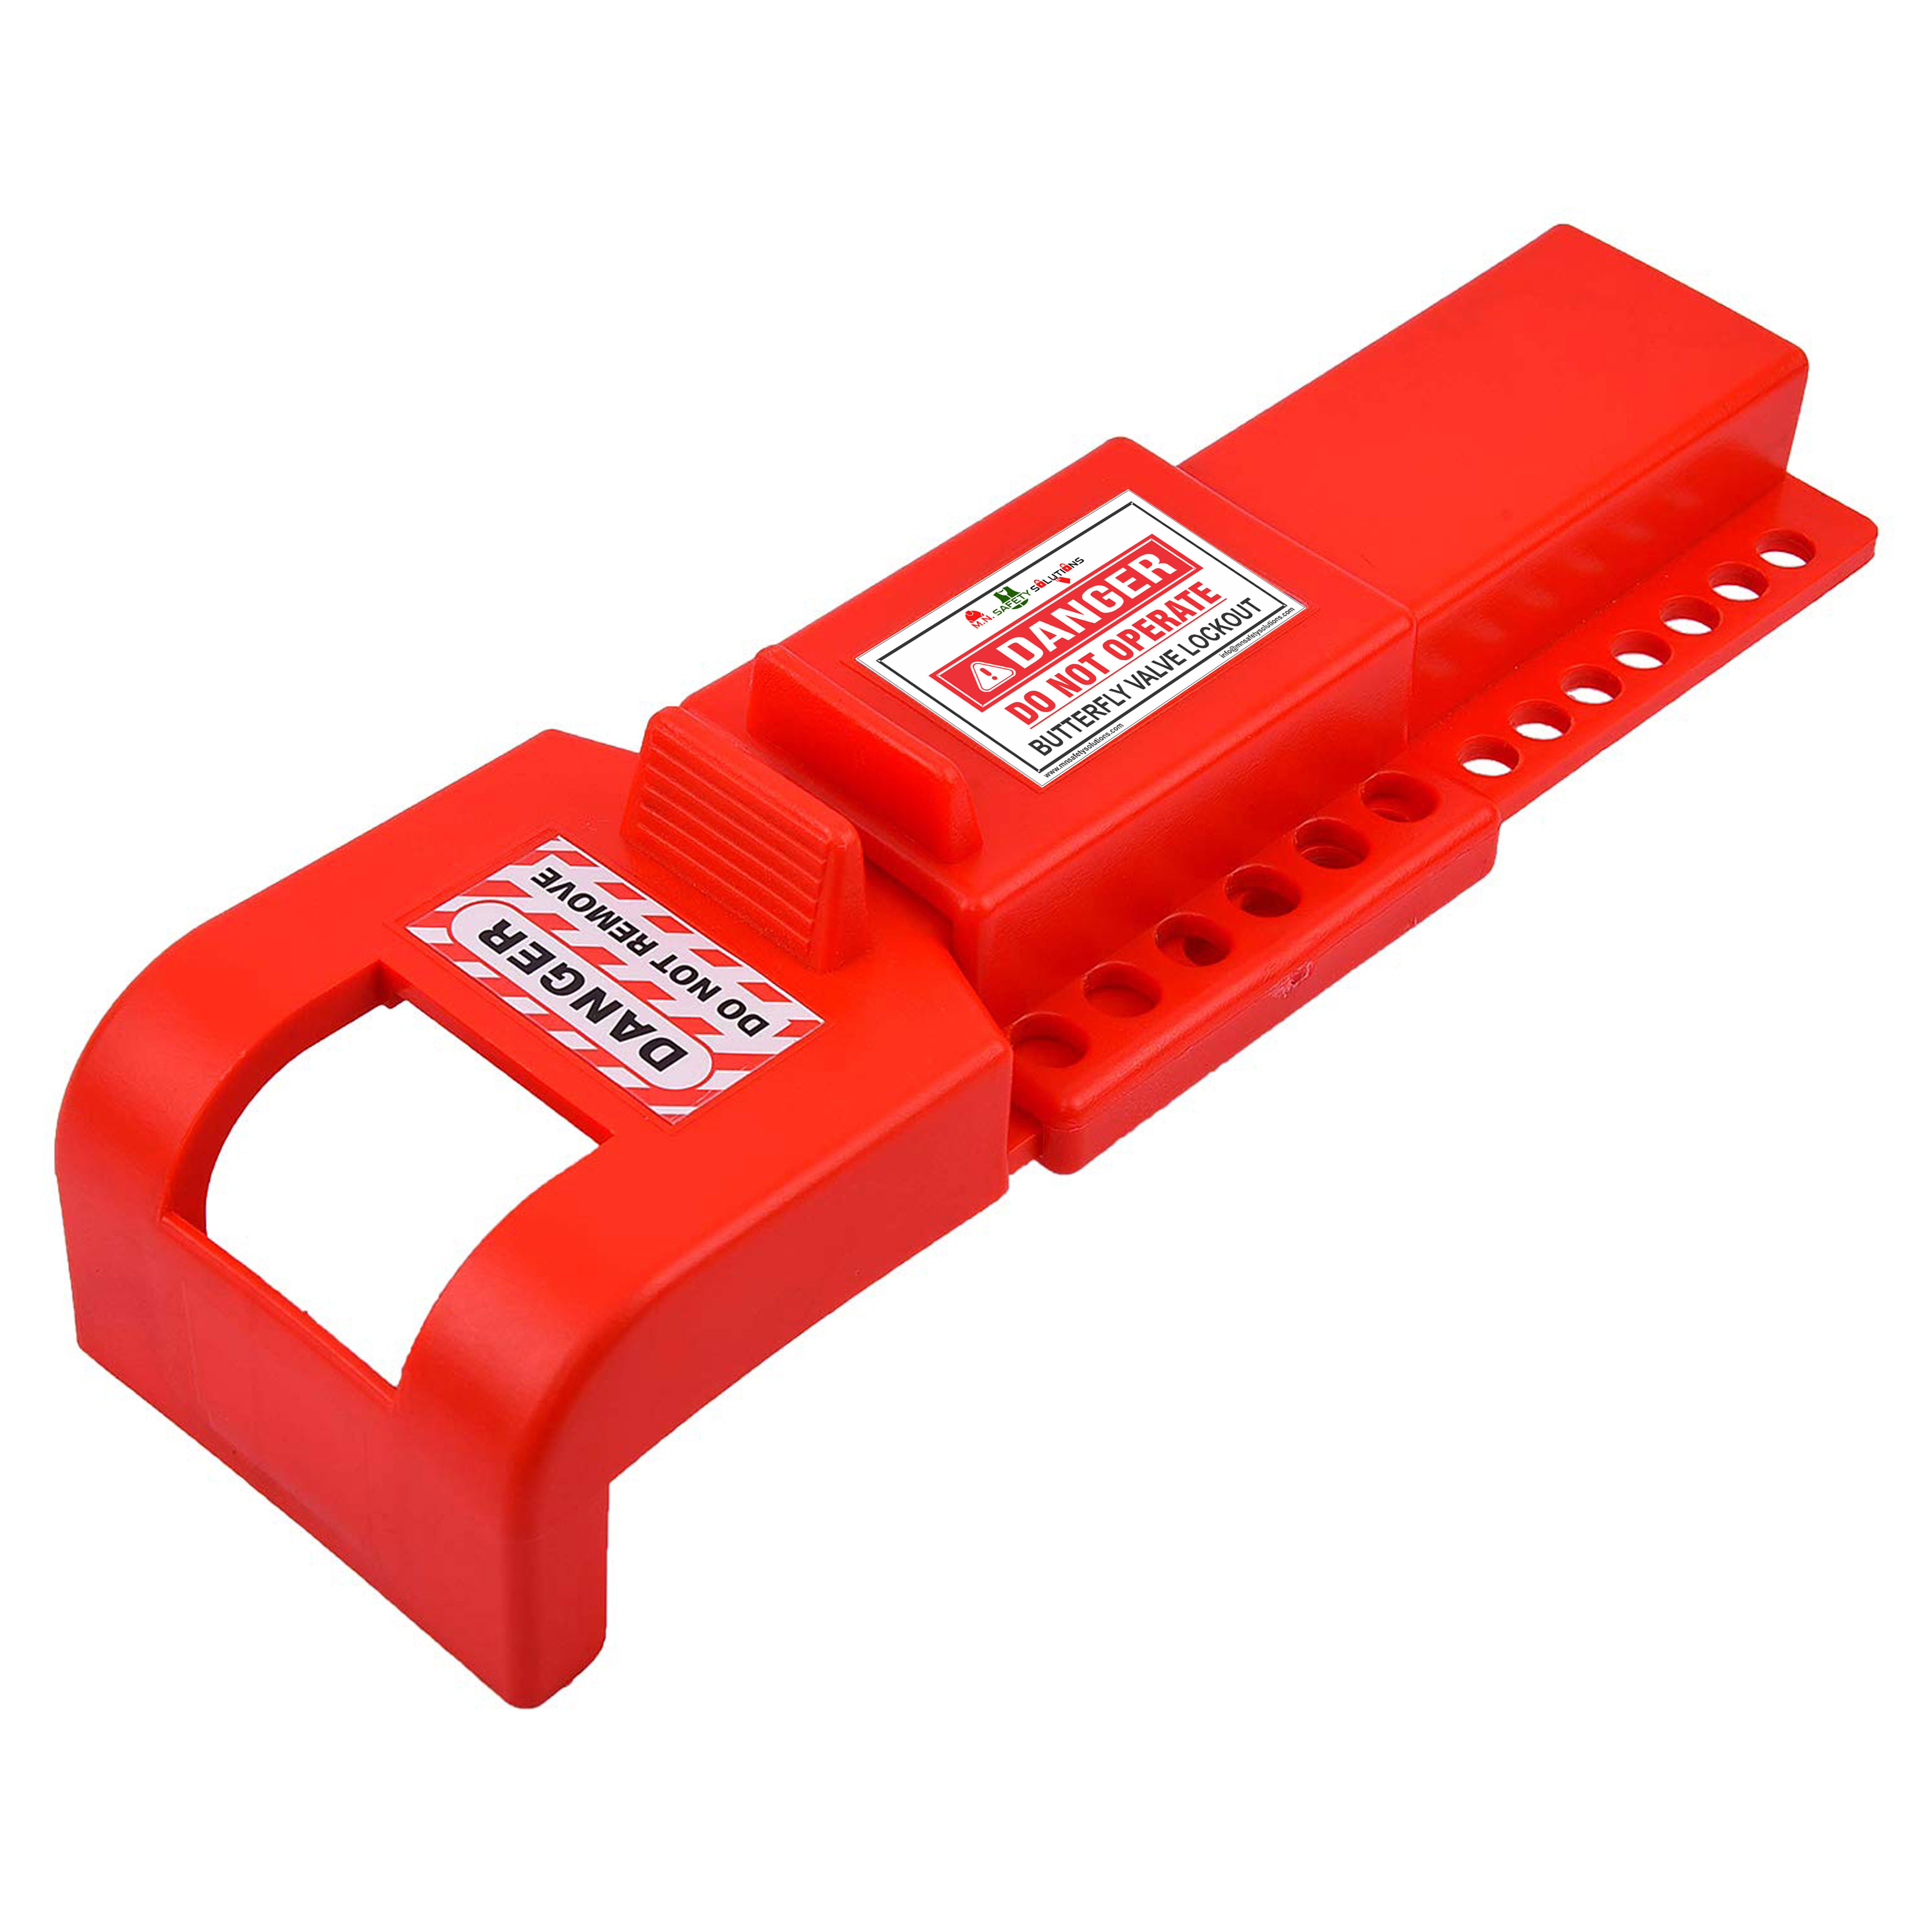 M.N. SAFETY SOLUTIONS
DANGER
DO NOT OPERATE
BUTTERFLY VALVE LOCKOUT
www.mnsafetysolutions.com
info@mnsafetysolutions.com
DANGER
DO NOT REMOVE